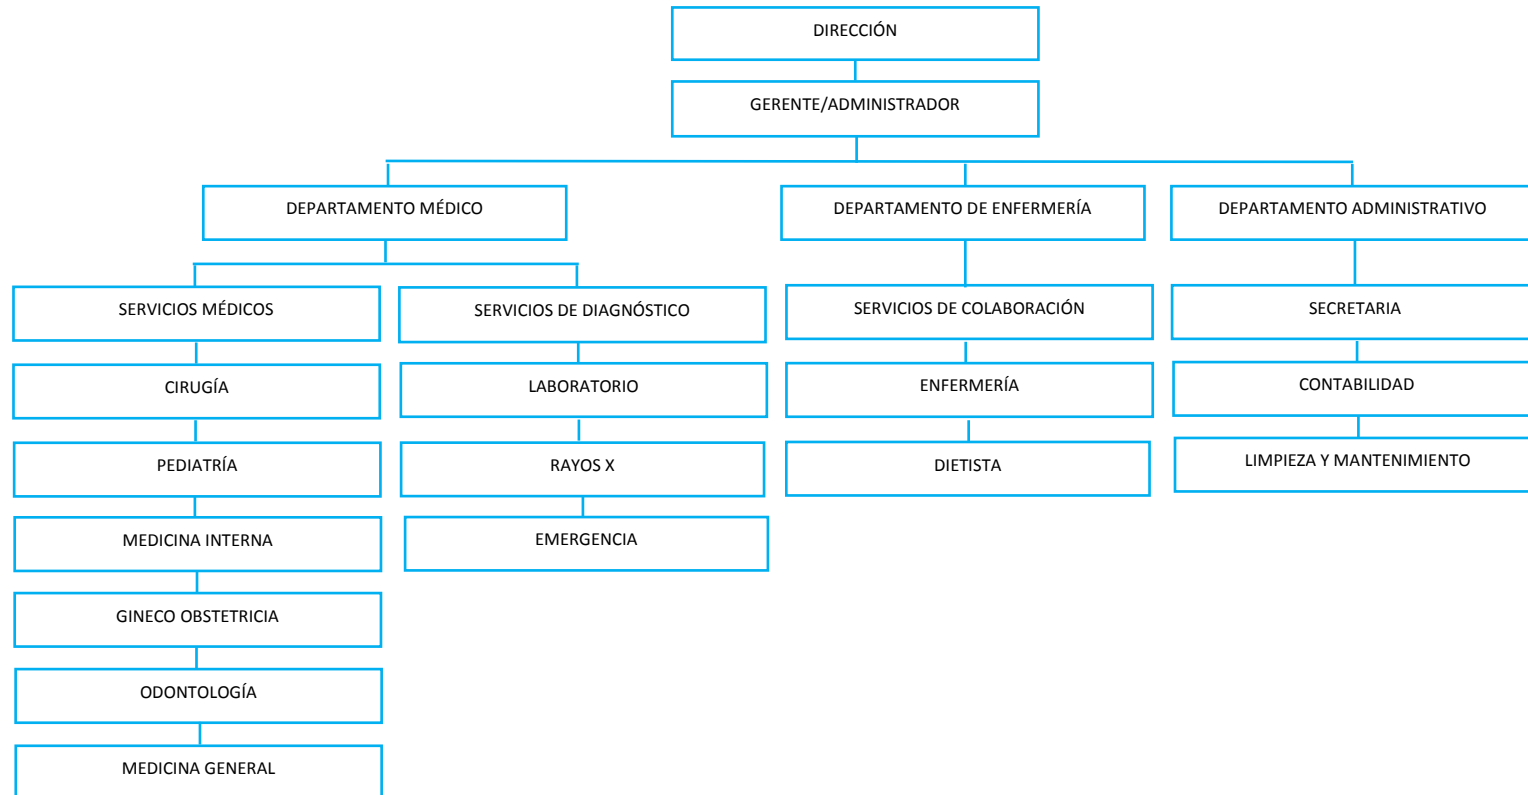 DIRECCIÓN
GERENTE/ADMINISTRADOR
DEPARTAMENTO MÉDICO
DEPARTAMENTO DE ENFERMERÍA
DEPARTAMENTO ADMINISTRATIVO
SERVICIOS MÉDICOS
SERVICIOS DE DIAGNÓSTICO
SERVICIOS DE COLABORACIÓN
SECRETARIA
CIRUGÍA
LABORATORIO
ENFERMERÍA
CONTABILIDAD
PEDIATRÍA
RAYOS X
DIETISTA
LIMPIEZA Y MANTENIMIENTO
MEDICINA INTERNA
EMERGENCIA
GINECO OBSTETRICIA
ODONTOLOGÍA
MEDICINA GENERAL